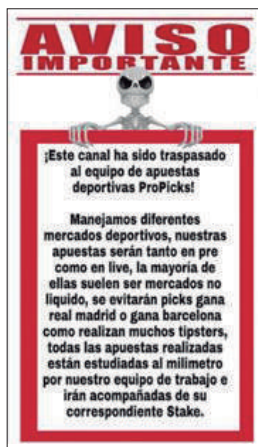 AVISO
IMPORTANTE
¡Este canal ha sido traspasado
al equipo de apuestas
deportivas ProPicks!
Manejamos diferentes
mercados deportivos, nuestras
apuestas serán tanto en pre
como en live, la mayoría de
ellas suelen ser mercados no
liquido, se evitarán picks gana
real madrid o gana barcelona
como realizan muchos tipsters,
todas las apuestas realizadas
están estudiadas al milimetro
por nuestro equipo de trabajo e
irán acompañadas de su
correspondiente Stake.